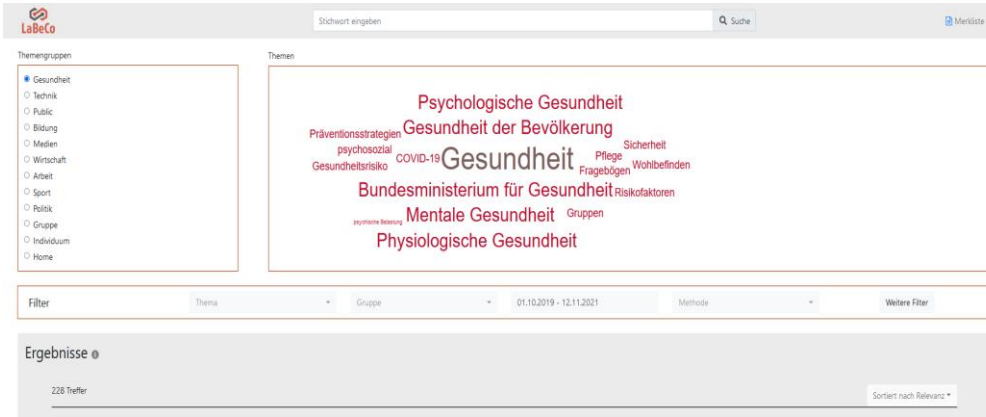 LaBeCo
Stichwort eingeben
Suche
Merkliste
Themengruppen
Themen
Gesundheit
Technik
Public
Bildung
Medien
Wirtschaft
Arbeit
Sport
Politik
Gruppe
Individuum
Home
Psychologische Gesundheit
Präventionsstrategien Gesundheit der Bevölkerung
psychosozial
Sicherheit
Gesundheitsrisiko COVID-19 Gesundheit Pflege Wohlbefinden
Fragebögen
Bundesministerium für Gesundheit Risikofaktoren
psychische Belastung Mentale Gesundheit Gruppen
Physiologische Gesundheit
Filter
Thema
Gruppe
01.10.2019 - 12.11.2021
Methode
Weitere Filter
Ergebnisse
228 Treffer
Sortiert nach Relevanz